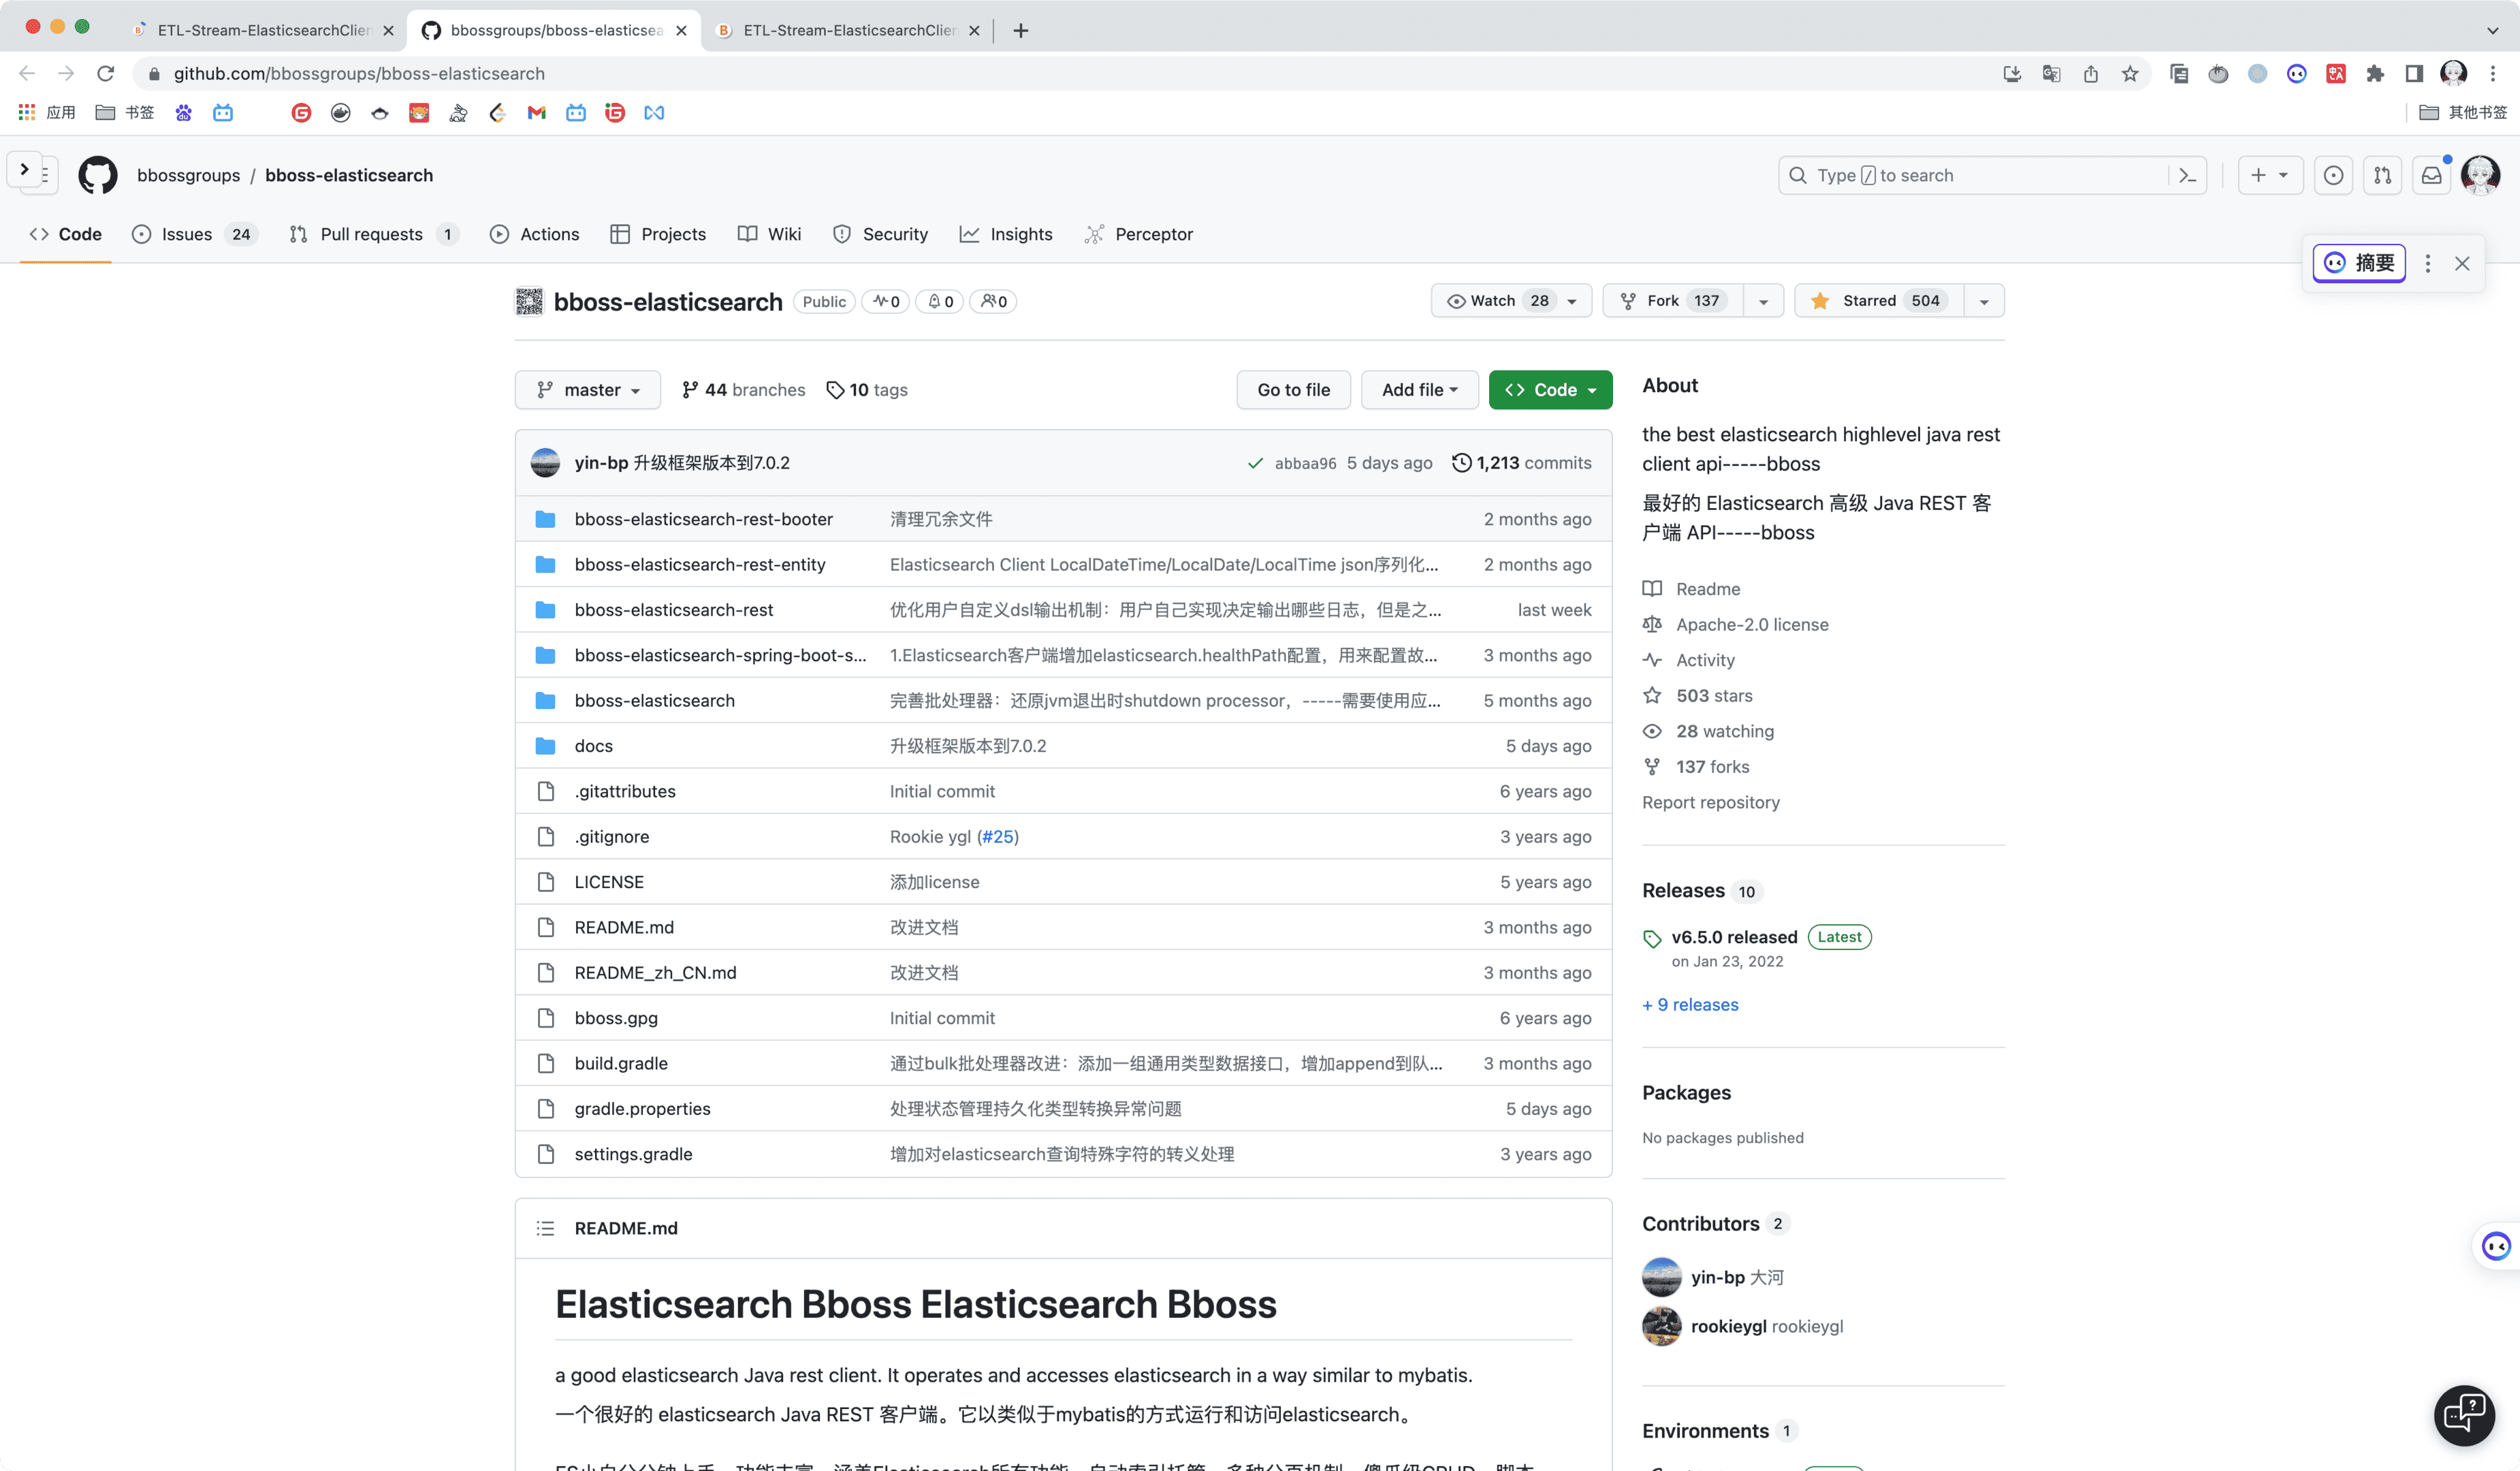 ETL-Stream-ElasticsearchClien
bbossgroups/bboss-elasticsea
ETL-Stream-ElasticsearchClien
github.com/bbossgroups/bboss-elasticsearch
应用
书签
其他书签
bbossgroups / bboss-elasticsearch
Type / to search
Code
Issues 24
Pull requests 1
Actions
Projects
Wiki
Security
Insights
Perceptor
摘要
bboss-elasticsearch Public 0 0 0
Watch 28
Fork 137
Starred 504
master
44 branches
10 tags
Go to file
Add file
Code
yin-bp 升级框架版本到7.0.2 abbaa96 5 days ago 1,213 commits
bboss-elasticsearch-rest-booter 清理冗余文件 2 months ago
bboss-elasticsearch-rest-entity Elasticsearch Client LocalDateTime/LocalDate/LocalTime json序列化... 2 months ago
bboss-elasticsearch-rest 优化用户自定义dsl输出机制：用户自己实现决定输出哪些日志，但是之... last week
bboss-elasticsearch-spring-boot-s... 1.Elasticsearch客户端增加elasticsearch.healthPath配置，用来配置故... 3 months ago
bboss-elasticsearch 完善批处理器：还原jvm退出时shutdown processor，-----需要使用应... 5 months ago
docs 升级框架版本到7.0.2 5 days ago
.gitattributes Initial commit 6 years ago
.gitignore Rookie ygl (#25) 3 years ago
LICENSE 添加license 5 years ago
README.md 改进文档 3 months ago
README_zh_CN.md 改进文档 3 months ago
bboss.gpg Initial commit 6 years ago
build.gradle 通过bulk批处理器改进：添加一组通用类型数据接口，增加append到队... 3 months ago
gradle.properties 处理状态管理持久化类型转换异常问题 5 days ago
settings.gradle 增加对elasticsearch查询特殊字符的转义处理 3 years ago
README.md
Elasticsearch Bboss Elasticsearch Bboss
a good elasticsearch Java rest client. It operates and accesses elasticsearch in a way similar to mybatis.
一个很好的 elasticsearch Java REST 客户端。它以类似于mybatis的方式运行和访问elasticsearch。
About
the best elasticsearch highlevel java rest
client api-----bboss
最好的 Elasticsearch 高级 Java REST 客
户端 API-----bboss
Readme
Apache-2.0 license
Activity
503 stars
28 watching
137 forks
Report repository
Releases 10
v6.5.0 released Latest
on Jan 23, 2022
+ 9 releases
Packages
No packages published
Contributors 2
yin-bp 大河
rookieygl rookieygl
Environments 1